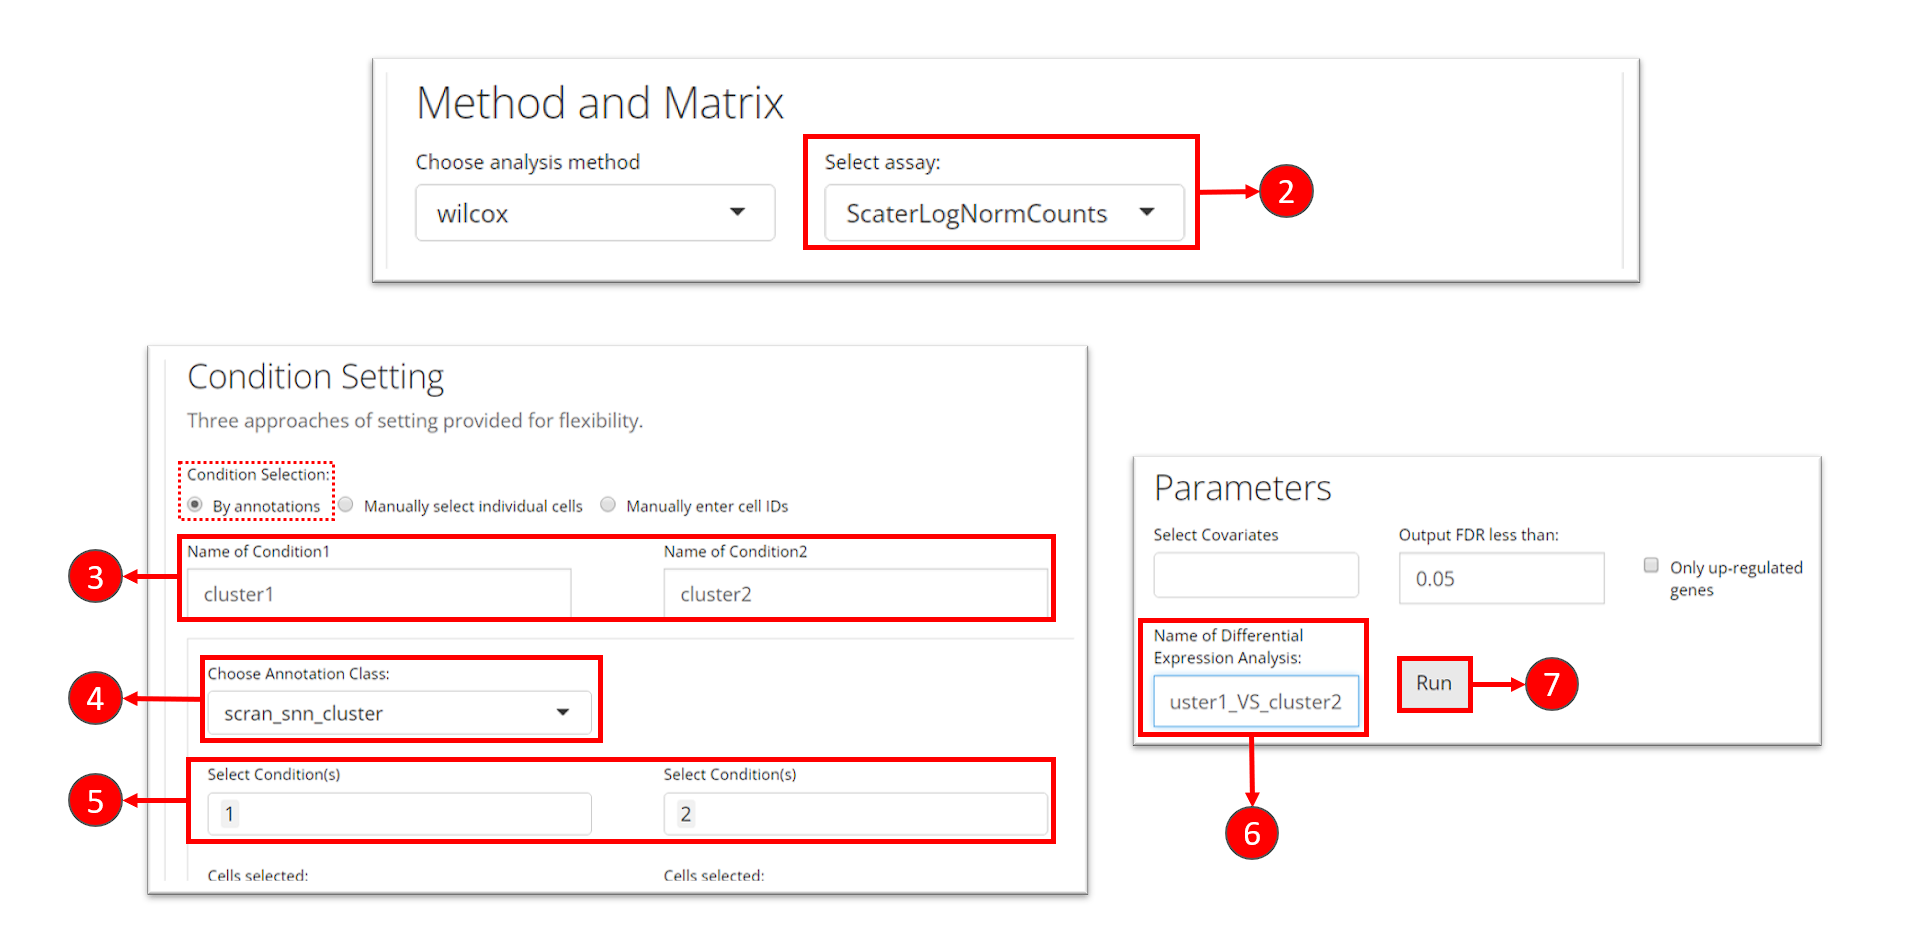 Method and Matrix
Choose analysis method
Select assay:
wilcox
ScaterLogNormCounts
2
Condition Setting
Three approaches of setting provided for flexibility.
Condition Selection:
By annotations
Manually select individual cells
Manually enter cell IDs
3
Name of Condition1
Name of Condition2
cluster1
cluster2
4
Choose Annotation Class:
scran_snn_cluster
5
Select Condition(s)
Select Condition(s)
1
2
Cells selected:
Cells selected:
Parameters
Select Covariates
Output FDR less than:
0.05
Only up-regulated
genes
Name of Differential
Expression Analysis:
uster1_VS_cluster2
Run
7
6